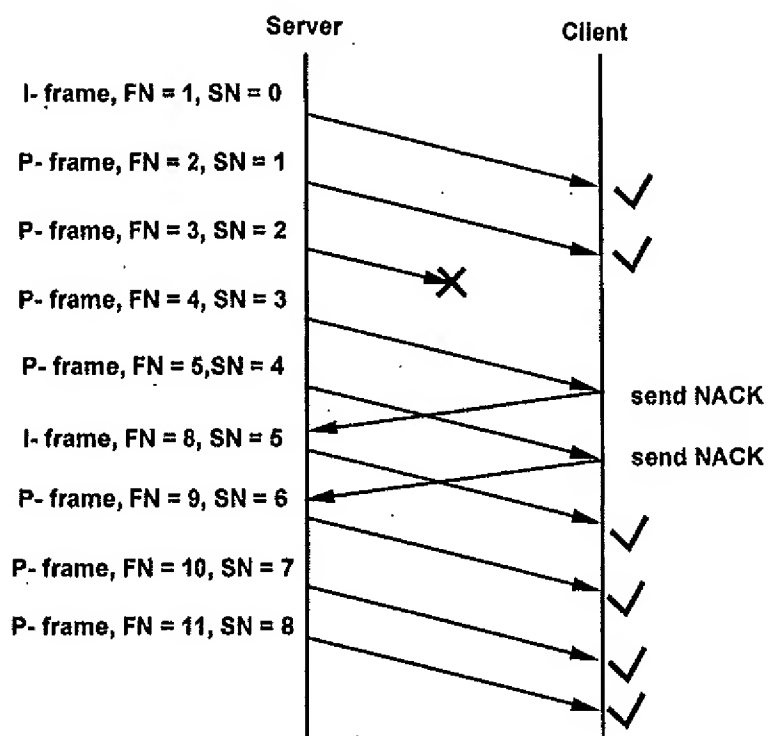 Server
Client
I- frame, FN = 1, SN = 0
P- frame, FN = 2, SN = 1
P- frame, FN = 3, SN = 2
P- frame, FN = 4, SN = 3
P- frame, FN = 5,SN = 4
send NACK
I- frame, FN = 8, SN = 5
send NACK
P- frame, FN = 9, SN = 6
P- frame, FN = 10, SN = 7
P- frame, FN = 11, SN = 8